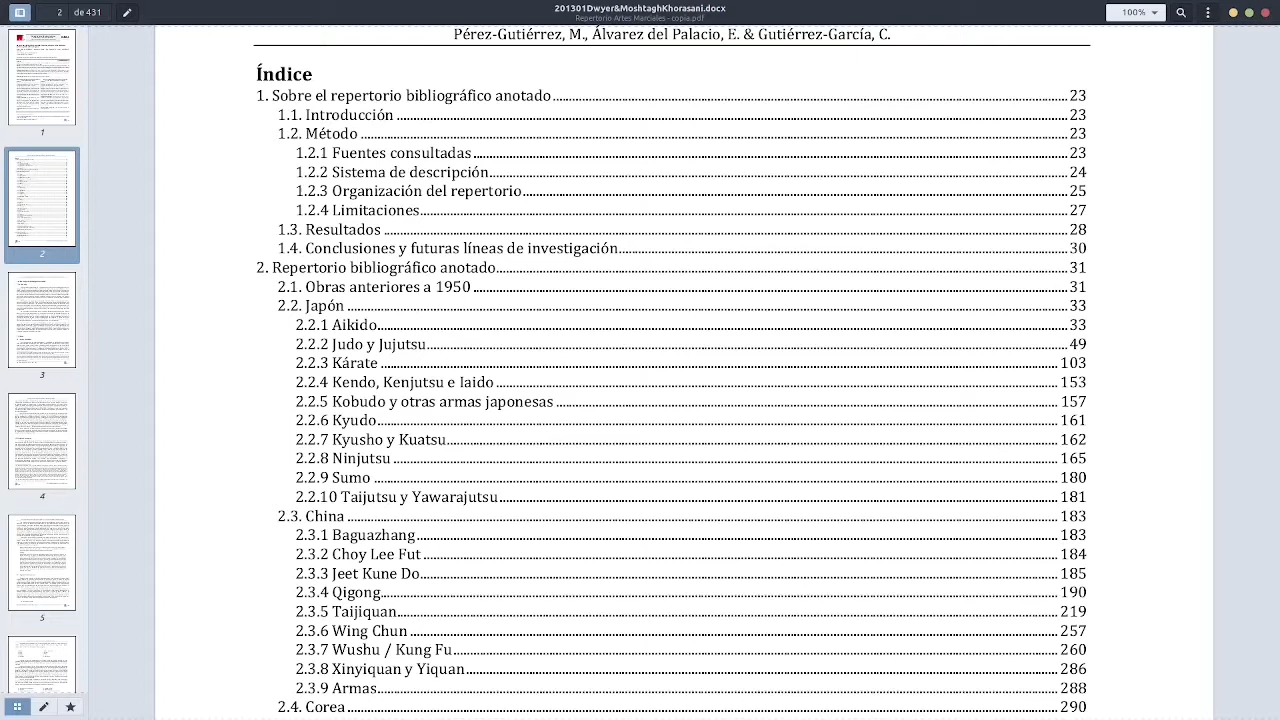 2 de 431
201301Dwyer&MoshtaghKhorasani.docx
Repertorio Artes Marciales - copia.pdf
100%
Pérez-Gutiérrez, M., Álvarez del Palacio, E. & Gutiérrez-García, C.
Índice
1. Sobre el repertorio bibliográfico anotado 23
1.1. Introducción 23
1.2. Método 23
1.2.1 Fuentes consultadas 23
1.2.2 Sistema de descripción 24
1.2.3 Organización del repertorio 25
1.2.4 Limitaciones 27
1.3. Resultados 28
1.4. Conclusiones y futuras líneas de investigación 30
2. Repertorio bibliográfico anotado 31
2.1. Obras anteriores a 1950 31
2.2. Japón 33
2.2.1 Aikido 33
2.2.2 Judo y Jujutsu 49
2.2.3 Karate 103
2.2.4 Kendo, Kenjutsu e Iaido 153
2.2.5 Kobudo y otras armas japonesas 157
2.2.6 Kyudo 161
2.2.7 Kyusho y Kuatsu 162
2.2.8 Ninjutsu 165
2.2.9 Sumo 180
2.2.10 Taijutsu y Yawarajutsu 181
2.3. China 183
2.3.1 Baguazhang 183
2.3.2 Choy Lee Fut 184
2.3.3 Jeet Kune Do 185
2.3.4 Qigong 190
2.3.5 Taijiquan 219
2.3.6 Wing Chun 257
2.3.7 Wushu / Kung Fu 260
2.3.8 Xinyiquan y Yiquan 286
2.3.9 Armas 288
2.4. Corea 290
1
2
3
4
5